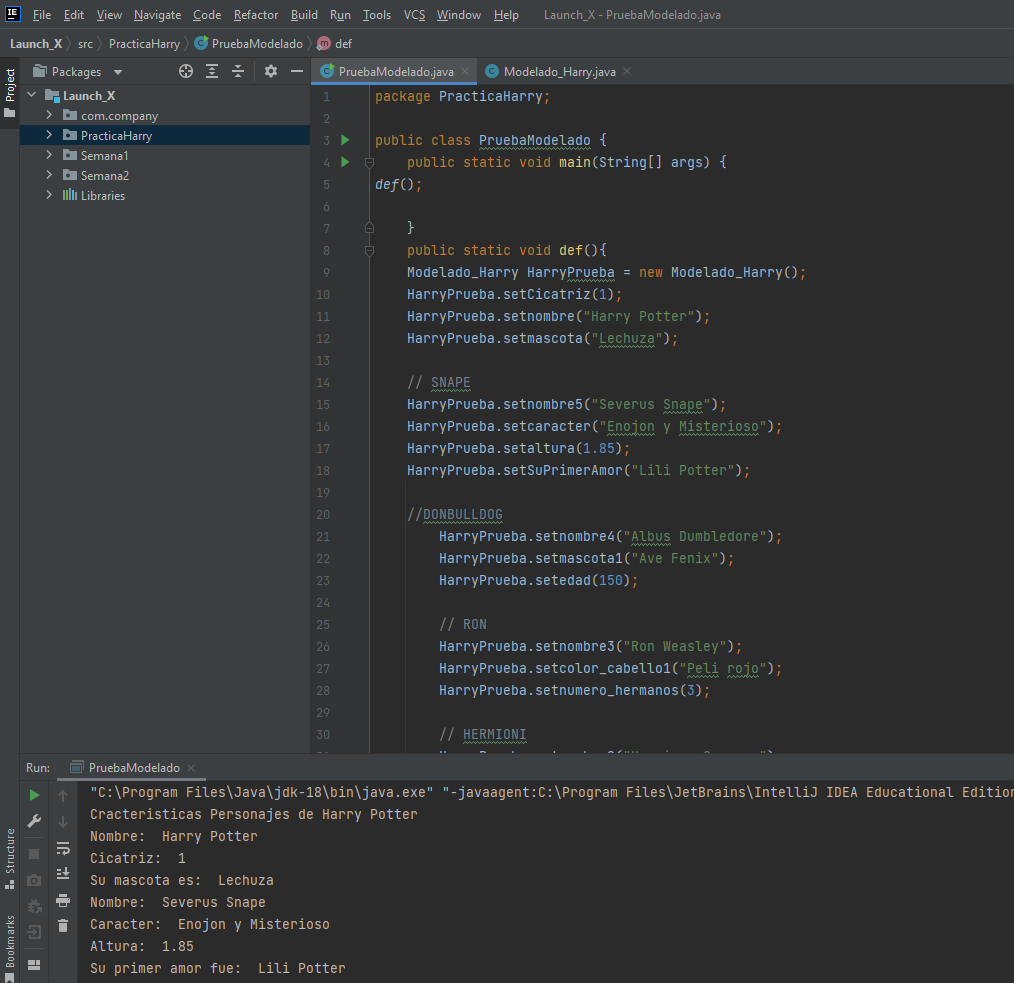 IE File Edit View Navigate Code Refactor Build Run Tools VCS Window Help Launch_X - PruebaModelado.java
Launch_X src PracticaHarry PruebaModelado def
Project
Packages
Launch_X
com.company
PracticaHarry
Semana1
Semana2
Libraries
PruebaModelado.java Modelado_Harry.java
1 package PracticaHarry;
2
3 public class PruebaModelado {
4 public static void main(String[] args) {
5 def();
6
7 }
8 public static void def(){
9 Modelado_Harry HarryPrueba = new Modelado_Harry();
10 HarryPrueba.setCicatriz(1);
11 HarryPrueba.setnombre("Harry Potter");
12 HarryPrueba.setmascota("Lechuza");
13
14 // SNAPE
15 HarryPrueba.setnombre5("Severus Snape");
16 HarryPrueba.setcaracter("Enojon y Misterioso");
17 HarryPrueba.setaltura(1.85);
18 HarryPrueba.setSuPrimerAmor("Lili Potter");
19
20 //DONBULLDOG
21 HarryPrueba.setnombre4("Albus Dumbledore");
22 HarryPrueba.setmascota1("Ave Fenix");
23 HarryPrueba.setedad(150);
24
25 // RON
26 HarryPrueba.setnombre3("Ron Weasley");
27 HarryPrueba.setcolor_cabello1("Peli rojo");
28 HarryPrueba.setnumero_hermanos(3);
29
30 // HERMIONI
Run: PruebaModelado
"C:\Program Files\Java\jdk-18\bin\java.exe" "-javaagent:C:\Program Files\JetBrains\IntelliJ IDEA Educational Edition
Cracteristicas Personajes de Harry Potter
Nombre: Harry Potter
Cicatriz: 1
Su mascota es: Lechuza
Nombre: Severus Snape
Caracter: Enojon y Misterioso
Altura: 1.85
Su primer amor fue: Lili Potter
Structure
Bookmarks